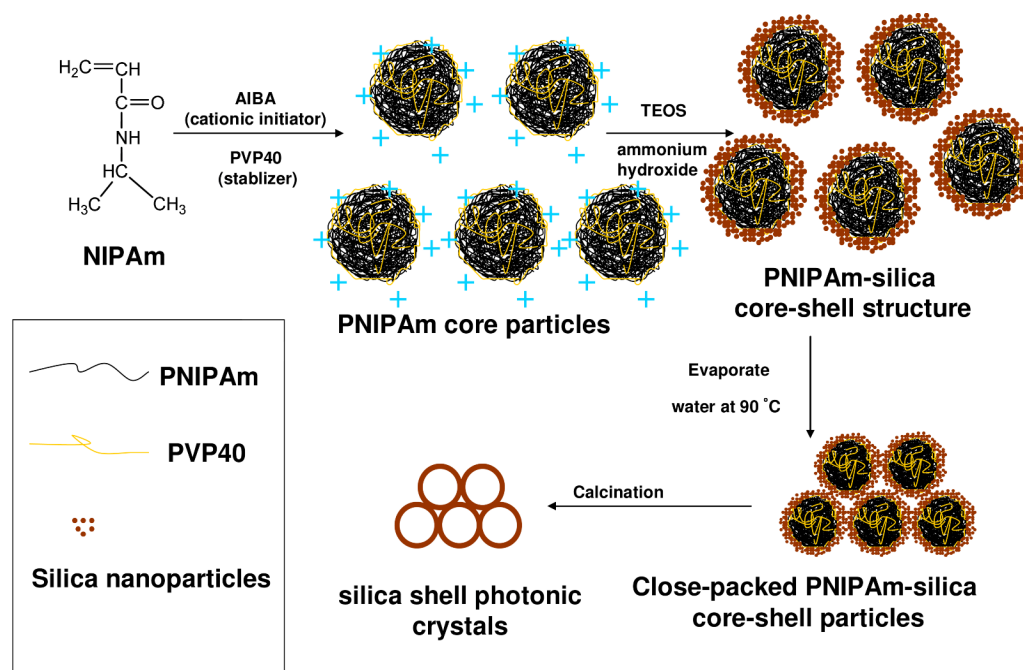 H2C=CH
C=O
NH
HC
H3C CH3
NIPAm
AIBA
(cationic initiator)
PVP40
(stablizer)
PNIPAm core particles
TEOS
ammonium
hydroxide
PNIPAm-silica
core-shell structure
Evaporate
water at 90 °C
Close-packed PNIPAm-silica
core-shell particles
Calcination
silica shell photonic
crystals
PNIPAm
PVP40
Silica nanoparticles